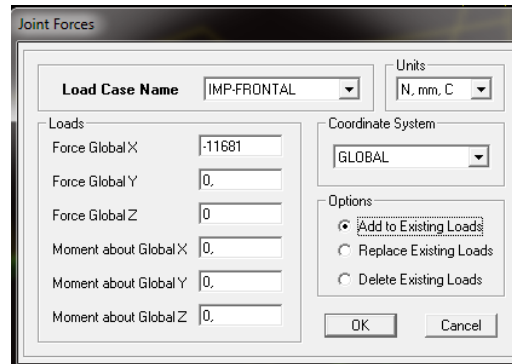 Joint Forces
Load Case Name IMP-FRONTAL
Units
N, mm, C
Loads
Force Global X -11681
Force Global Y 0,
Force Global Z 0
Moment about Global X 0,
Moment about Global Y 0,
Moment about Global Z 0,
Coordinate System
GLOBAL
Options
Add to Existing Loads
Replace Existing Loads
Delete Existing Loads
OK Cancel